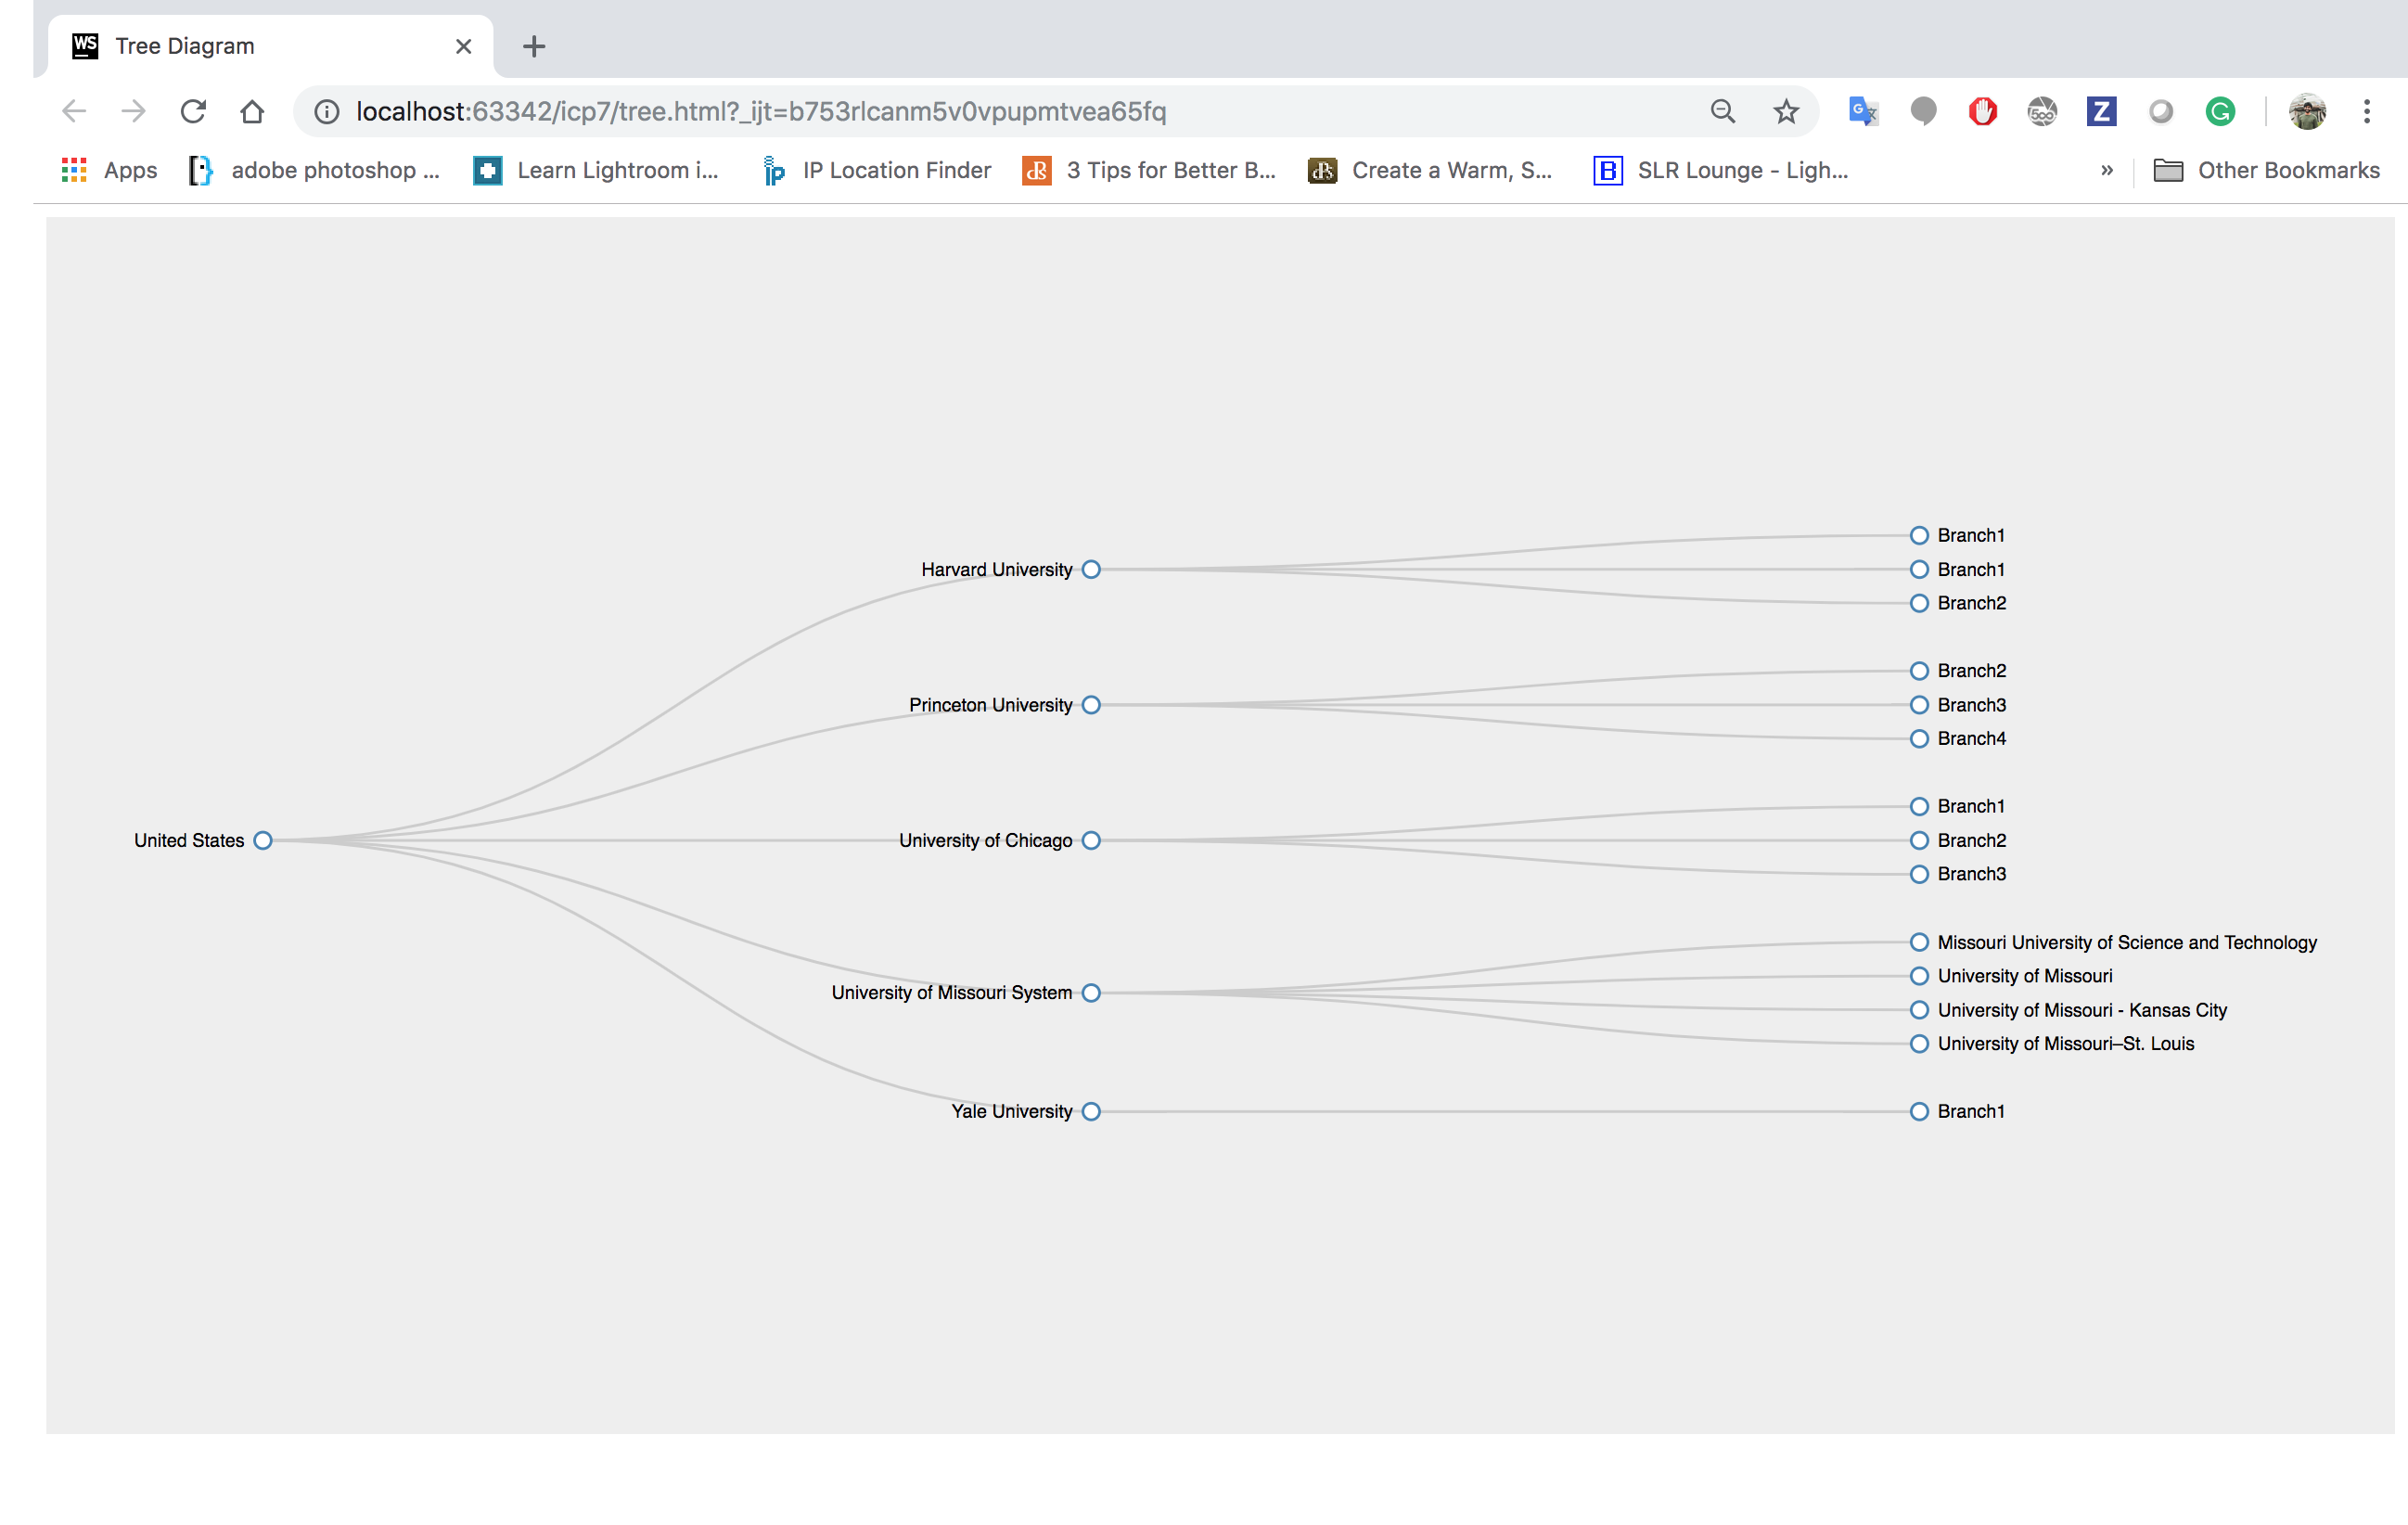 WS Tree Diagram
localhost:63342/icp7/tree.html?_ijt=b753rlcanm5v0vpupmtvea65fq
Apps adobe photoshop ... Learn Lightroom i... IP Location Finder 3 Tips for Better B... Create a Warm, S... SLR Lounge - Ligh... » Other Bookmarks
Branch1
Harvard University Branch1
Branch2
Branch2
Princeton University Branch3
Branch4
Branch1
United States University of Chicago Branch2
Branch3
Missouri University of Science and Technology
University of Missouri
University of Missouri System
University of Missouri - Kansas City
University of Missouri–St. Louis
Yale University Branch1